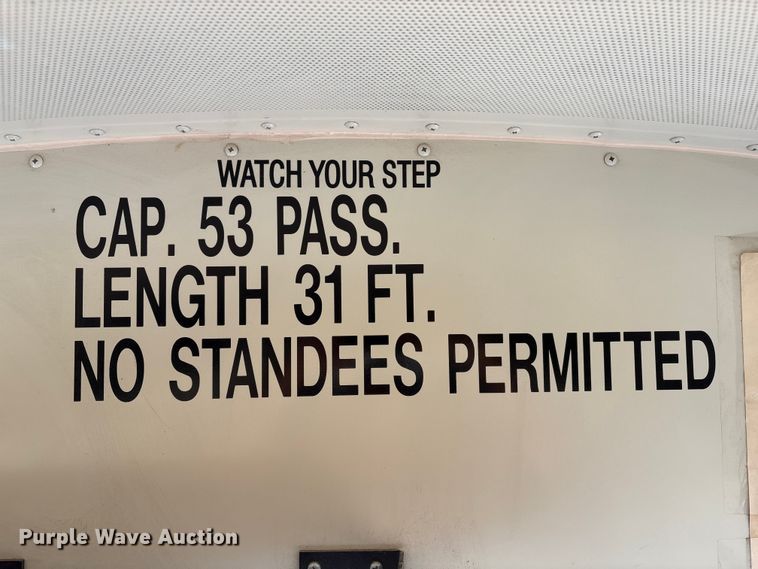 WATCH YOUR STEP
CAP. 53 PASS.
LENGTH 31 FT.
NO STANDEES PERMITTED
Purple Wave Auction